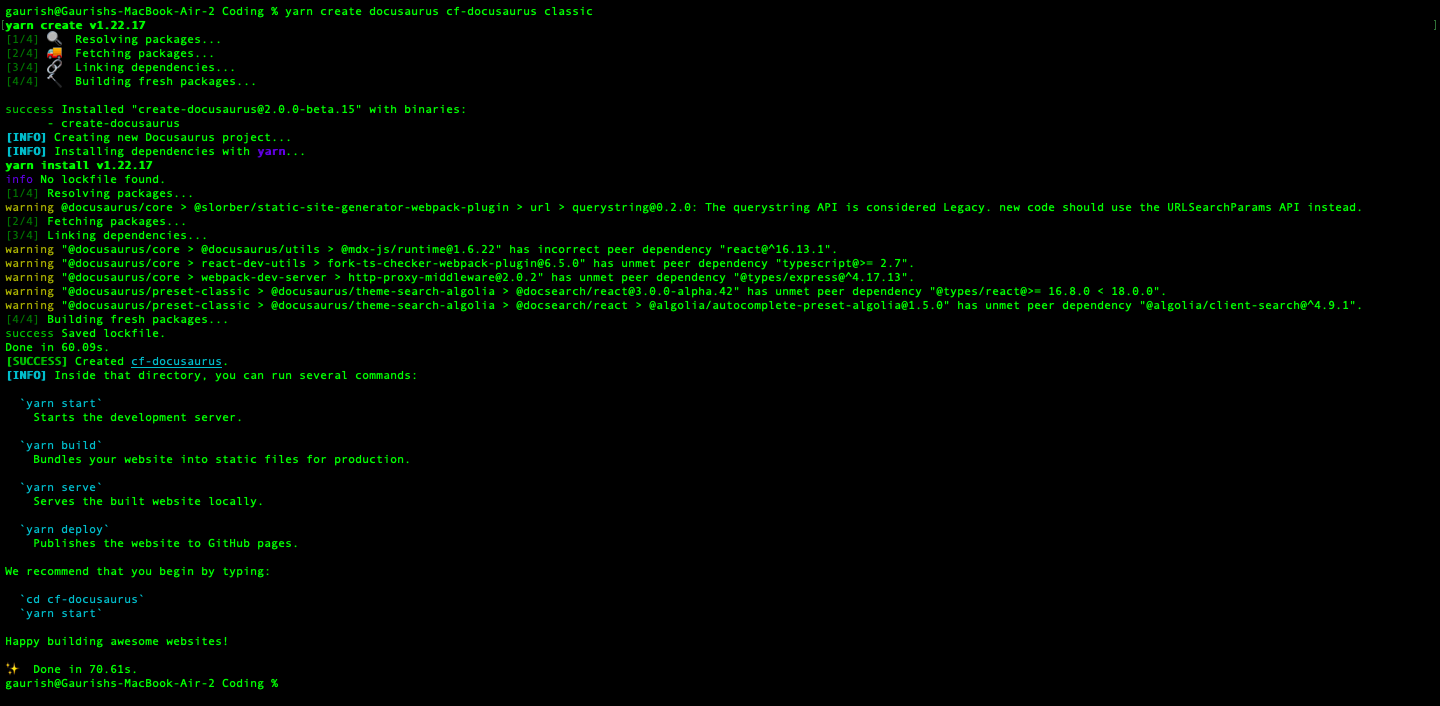 gaurish@Gaurishs-MacBook-Air-2 Coding % yarn create docusaurus cf-docusaurus classic
[yarn create v1.22.17 ]
[1/4] 🔍 Resolving packages...
[2/4] 🚚 Fetching packages...
[3/4] 🔗 Linking dependencies...
[4/4] 🔨 Building fresh packages...
success Installed "create-docusaurus@2.0.0-beta.15" with binaries:
- create-docusaurus
[INFO] Creating new Docusaurus project...
[INFO] Installing dependencies with yarn...
yarn install v1.22.17
info No lockfile found.
[1/4] Resolving packages...
warning @docusaurus/core > @slorber/static-site-generator-webpack-plugin > url > querystring@0.2.0: The querystring API is considered Legacy. new code should use the URLSearchParams API instead.
[2/4] Fetching packages...
[3/4] Linking dependencies...
warning "@docusaurus/core > @docusaurus/utils > @mdx-js/runtime@1.6.22" has incorrect peer dependency "react@^16.13.1".
warning "@docusaurus/core > react-dev-utils > fork-ts-checker-webpack-plugin@6.5.0" has unmet peer dependency "typescript@>= 2.7".
warning "@docusaurus/core > webpack-dev-server > http-proxy-middleware@2.0.2" has unmet peer dependency "@types/express@^4.17.13".
warning "@docusaurus/preset-classic > @docusaurus/theme-search-algolia > @docsearch/react@3.0.0-alpha.42" has unmet peer dependency "@types/react@>= 16.8.0 < 18.0.0".
warning "@docusaurus/preset-classic > @docusaurus/theme-search-algolia > @docsearch/react > @algolia/autocomplete-preset-algolia@1.5.0" has unmet peer dependency "@algolia/client-search@^4.9.1".
[4/4] Building fresh packages...
success Saved lockfile.
Done in 60.09s.
[SUCCESS] Created cf-docusaurus.
[INFO] Inside that directory, you can run several commands:
`yarn start`
Starts the development server.
`yarn build`
Bundles your website into static files for production.
`yarn serve`
Serves the built website locally.
`yarn deploy`
Publishes the website to GitHub pages.
We recommend that you begin by typing:
`cd cf-docusaurus`
`yarn start`
Happy building awesome websites!
✨ Done in 70.61s.
gaurish@Gaurishs-MacBook-Air-2 Coding %